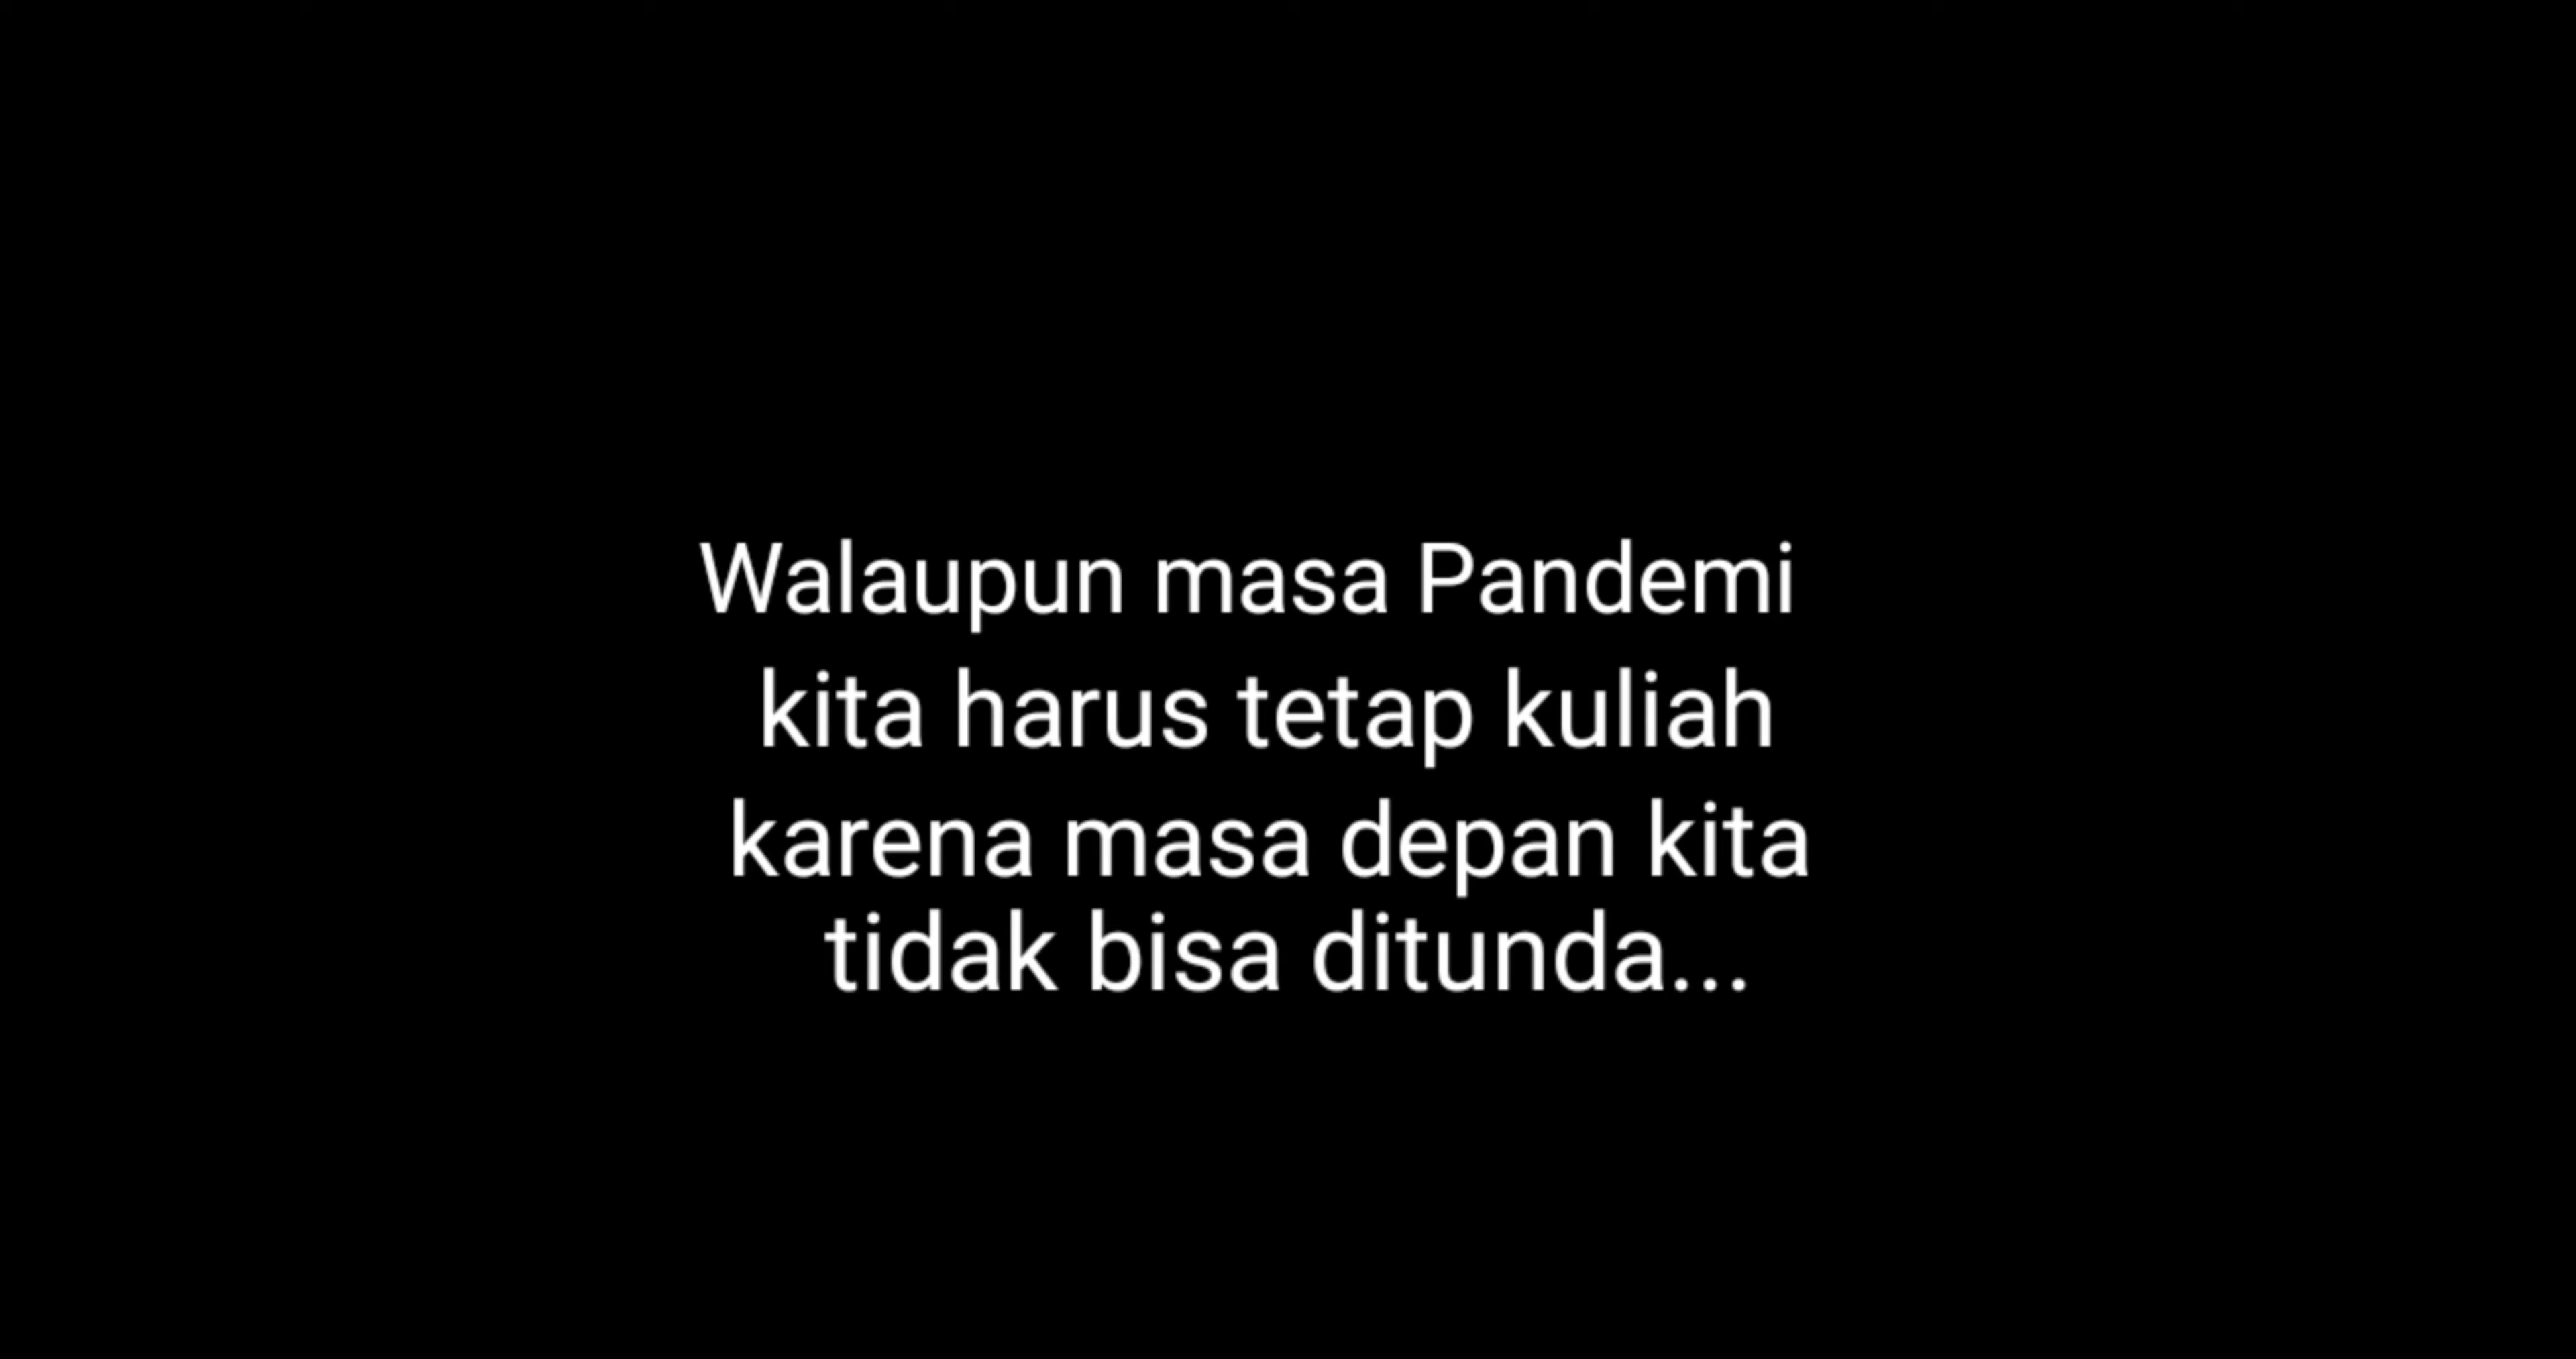 Walaupun masa Pandemi
kita harus tetap kuliah
karena masa depan kita
tidak bisa ditunda...